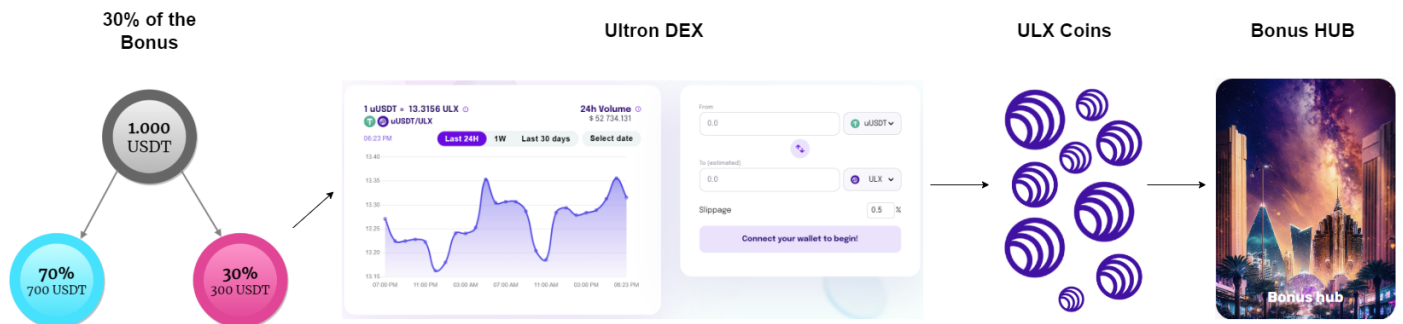 30% of the
Bonus
Ultron DEX
ULX Coins
Bonus HUB
1.000
USDT
70%
700 USDT
30%
300 USDT
1 uUSDT = 13.3156 ULX
uUSDT/ULX
24h Volume
$ 52 734.131
06:23 PM
Last 24H 1W Last 30 days Select date
13.40
13.35
13.30
13.25
13.20
13.15
07:00 PM 11:00 PM 03:00 AM 07:00 AM 11:00 AM 03:00 PM 06:23 PM
From
0.0 uUSDT
To (estimated)
0.0 ULX
Slippage 0.5 %
Connect your wallet to begin!
Bonus hub